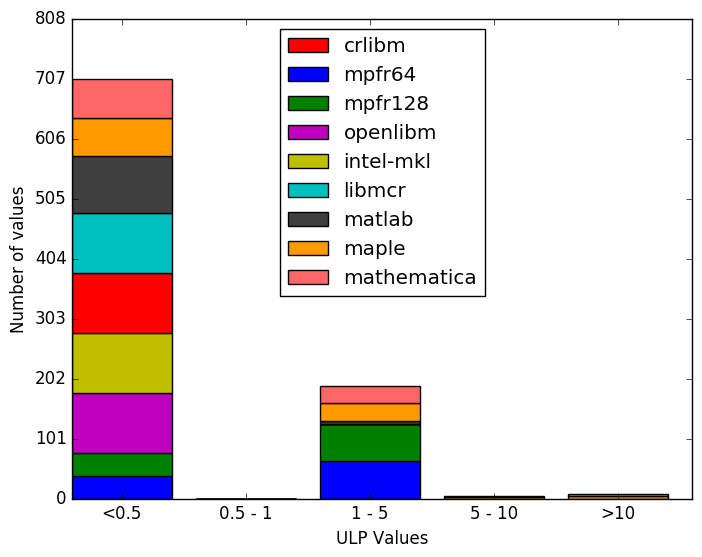 808
707
606
505
404
303
202
101
0
Number of values
crlibm
mpfr64
mpfr128
openlibm
intel-mkl
libmcr
matlab
maple
mathematica
<0.5
0.5 - 1
1 - 5
5 - 10
>10
ULP Values